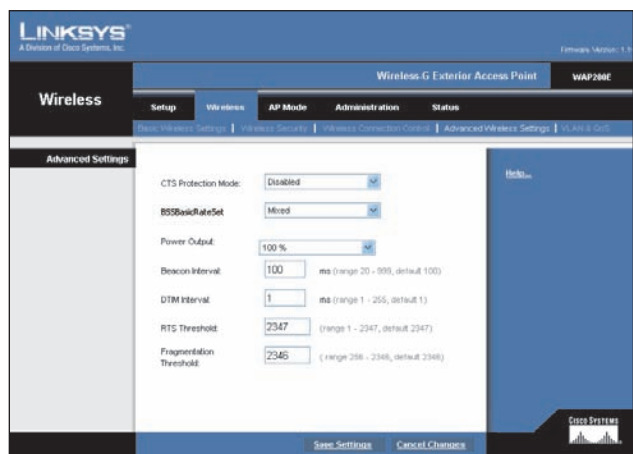 LINKSYS®
A Division of Cisco Systems, Inc.
Firmware Version: 1.1
Wireless-G Exterior Access Point WAP200E
Wireless
Setup Wireless AP Mode Administration Status
Basic Wireless Settings | Wireless Security | Wireless Connection Control | Advanced Wireless Settings | VLAN & QoS
Advanced Settings
Help...
CTS Protection Mode: Disabled
BSSBasicRateSet Mixed
Power Output: 100 %
Beacon Interval: 100 ms (range 20 - 999, default 100)
DTIM Interval: 1 ms (range 1 - 255, default 1)
RTS Threshold: 2347 (range 1 - 2347, default 2347)
Fragmentation Threshold: 2346 ( range 256 - 2346, default 2346)
Save Settings Cancel Changes
CISCO SYSTEMS